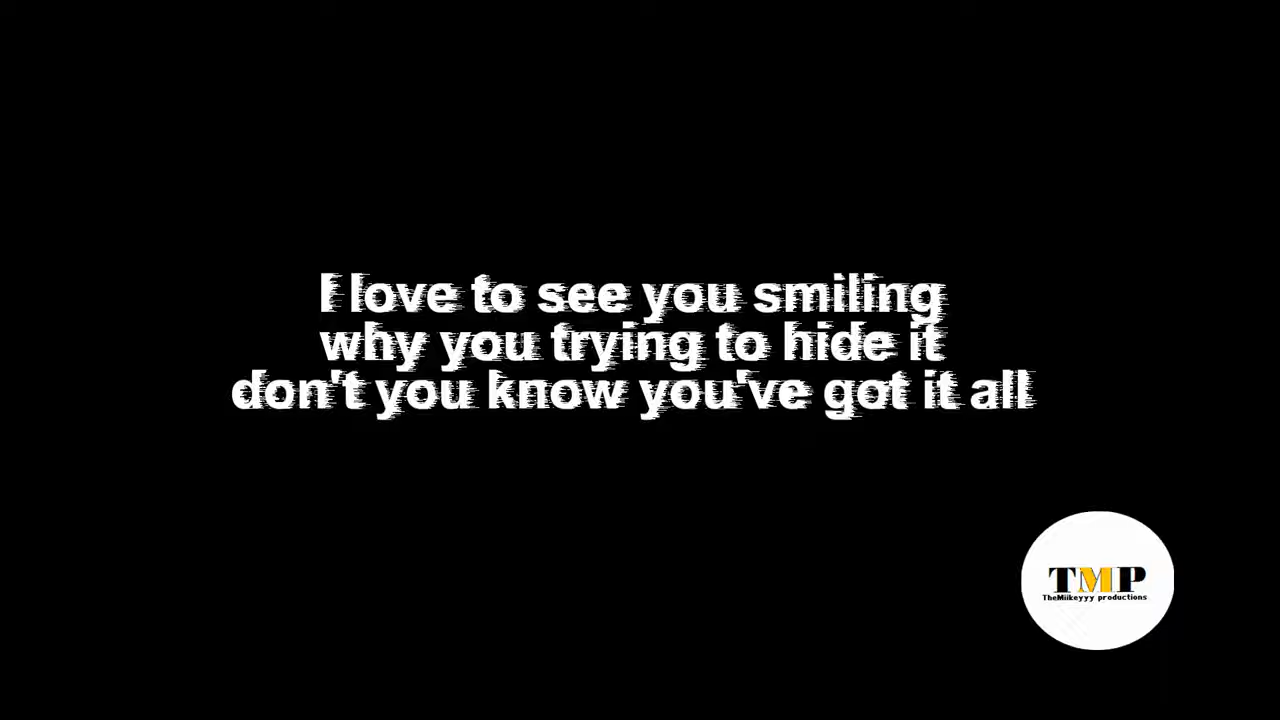 I love to see you smiling
why you trying to hide it
don't you know you've got it all
TMP
TheMiikeyyy productions